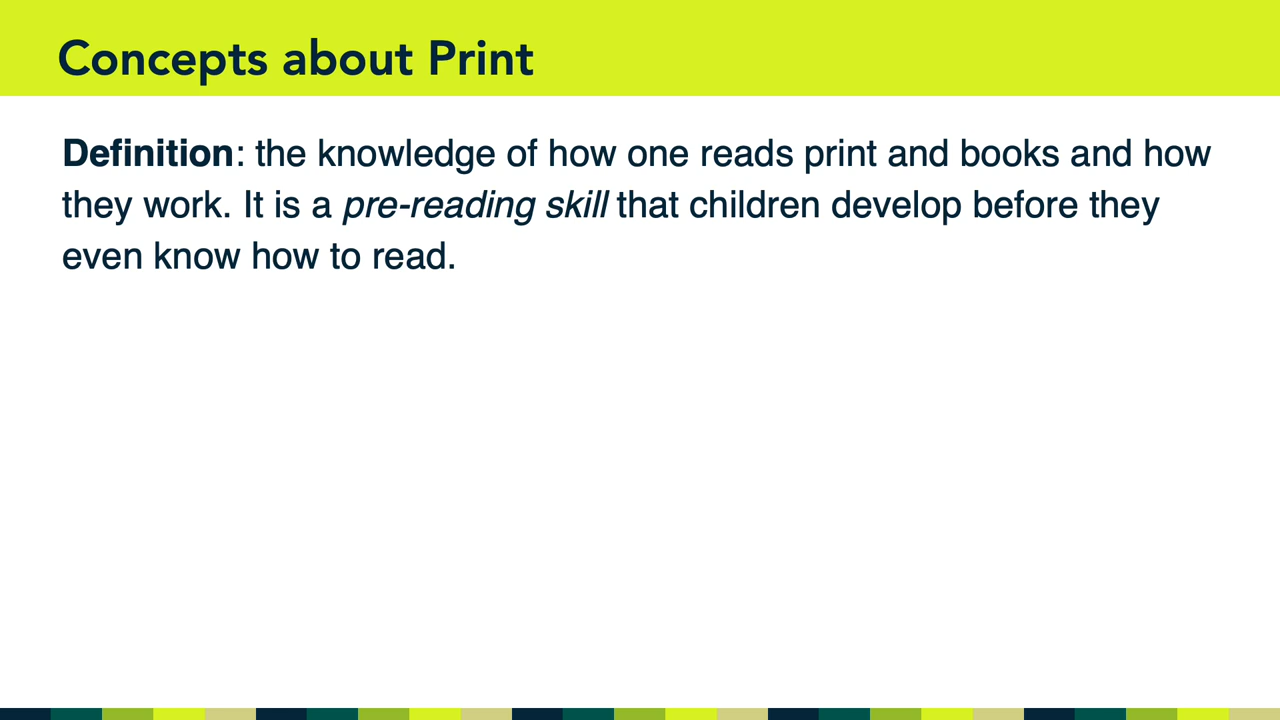 Concepts about Print
Definition: the knowledge of how one reads print and books and how
they work. It is a pre-reading skill that children develop before they
even know how to read.